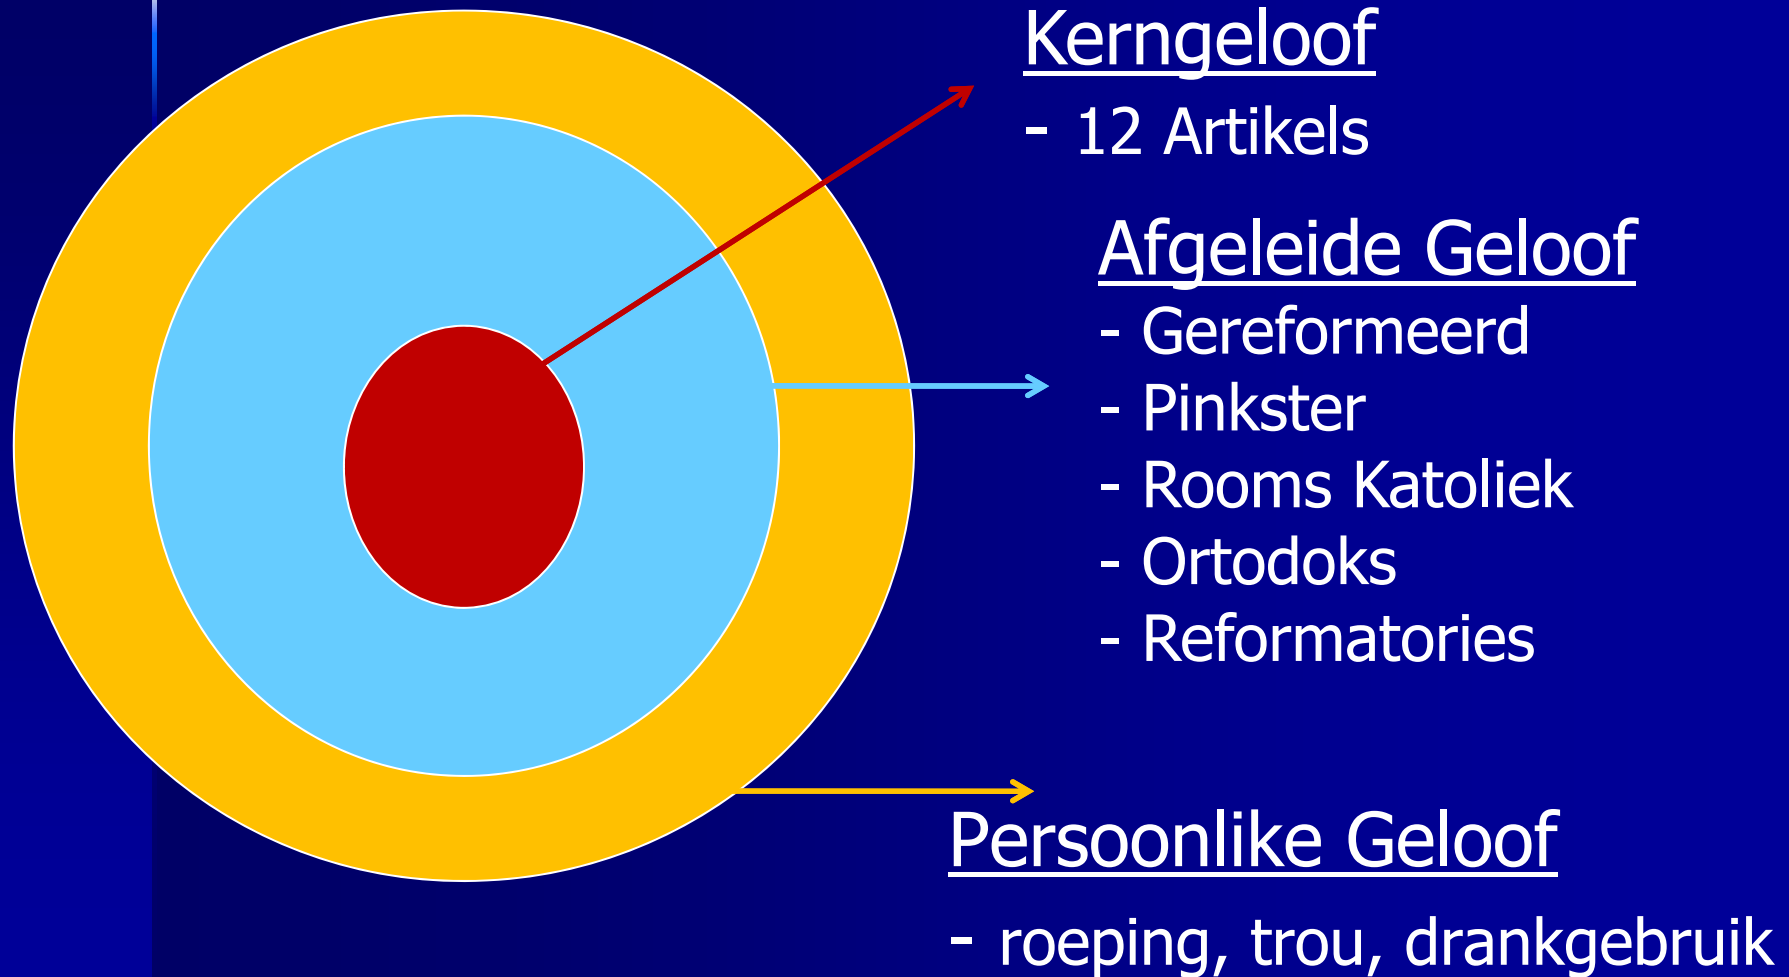 Kerngeloof
- 12 Artikels
Afgeleide Geloof
- Gereformeerd
- Pinkster
- Rooms Katoliek
- Ortodoks
- Reformatories
Persoonlike Geloof
- roeping, trou, drankgebruik